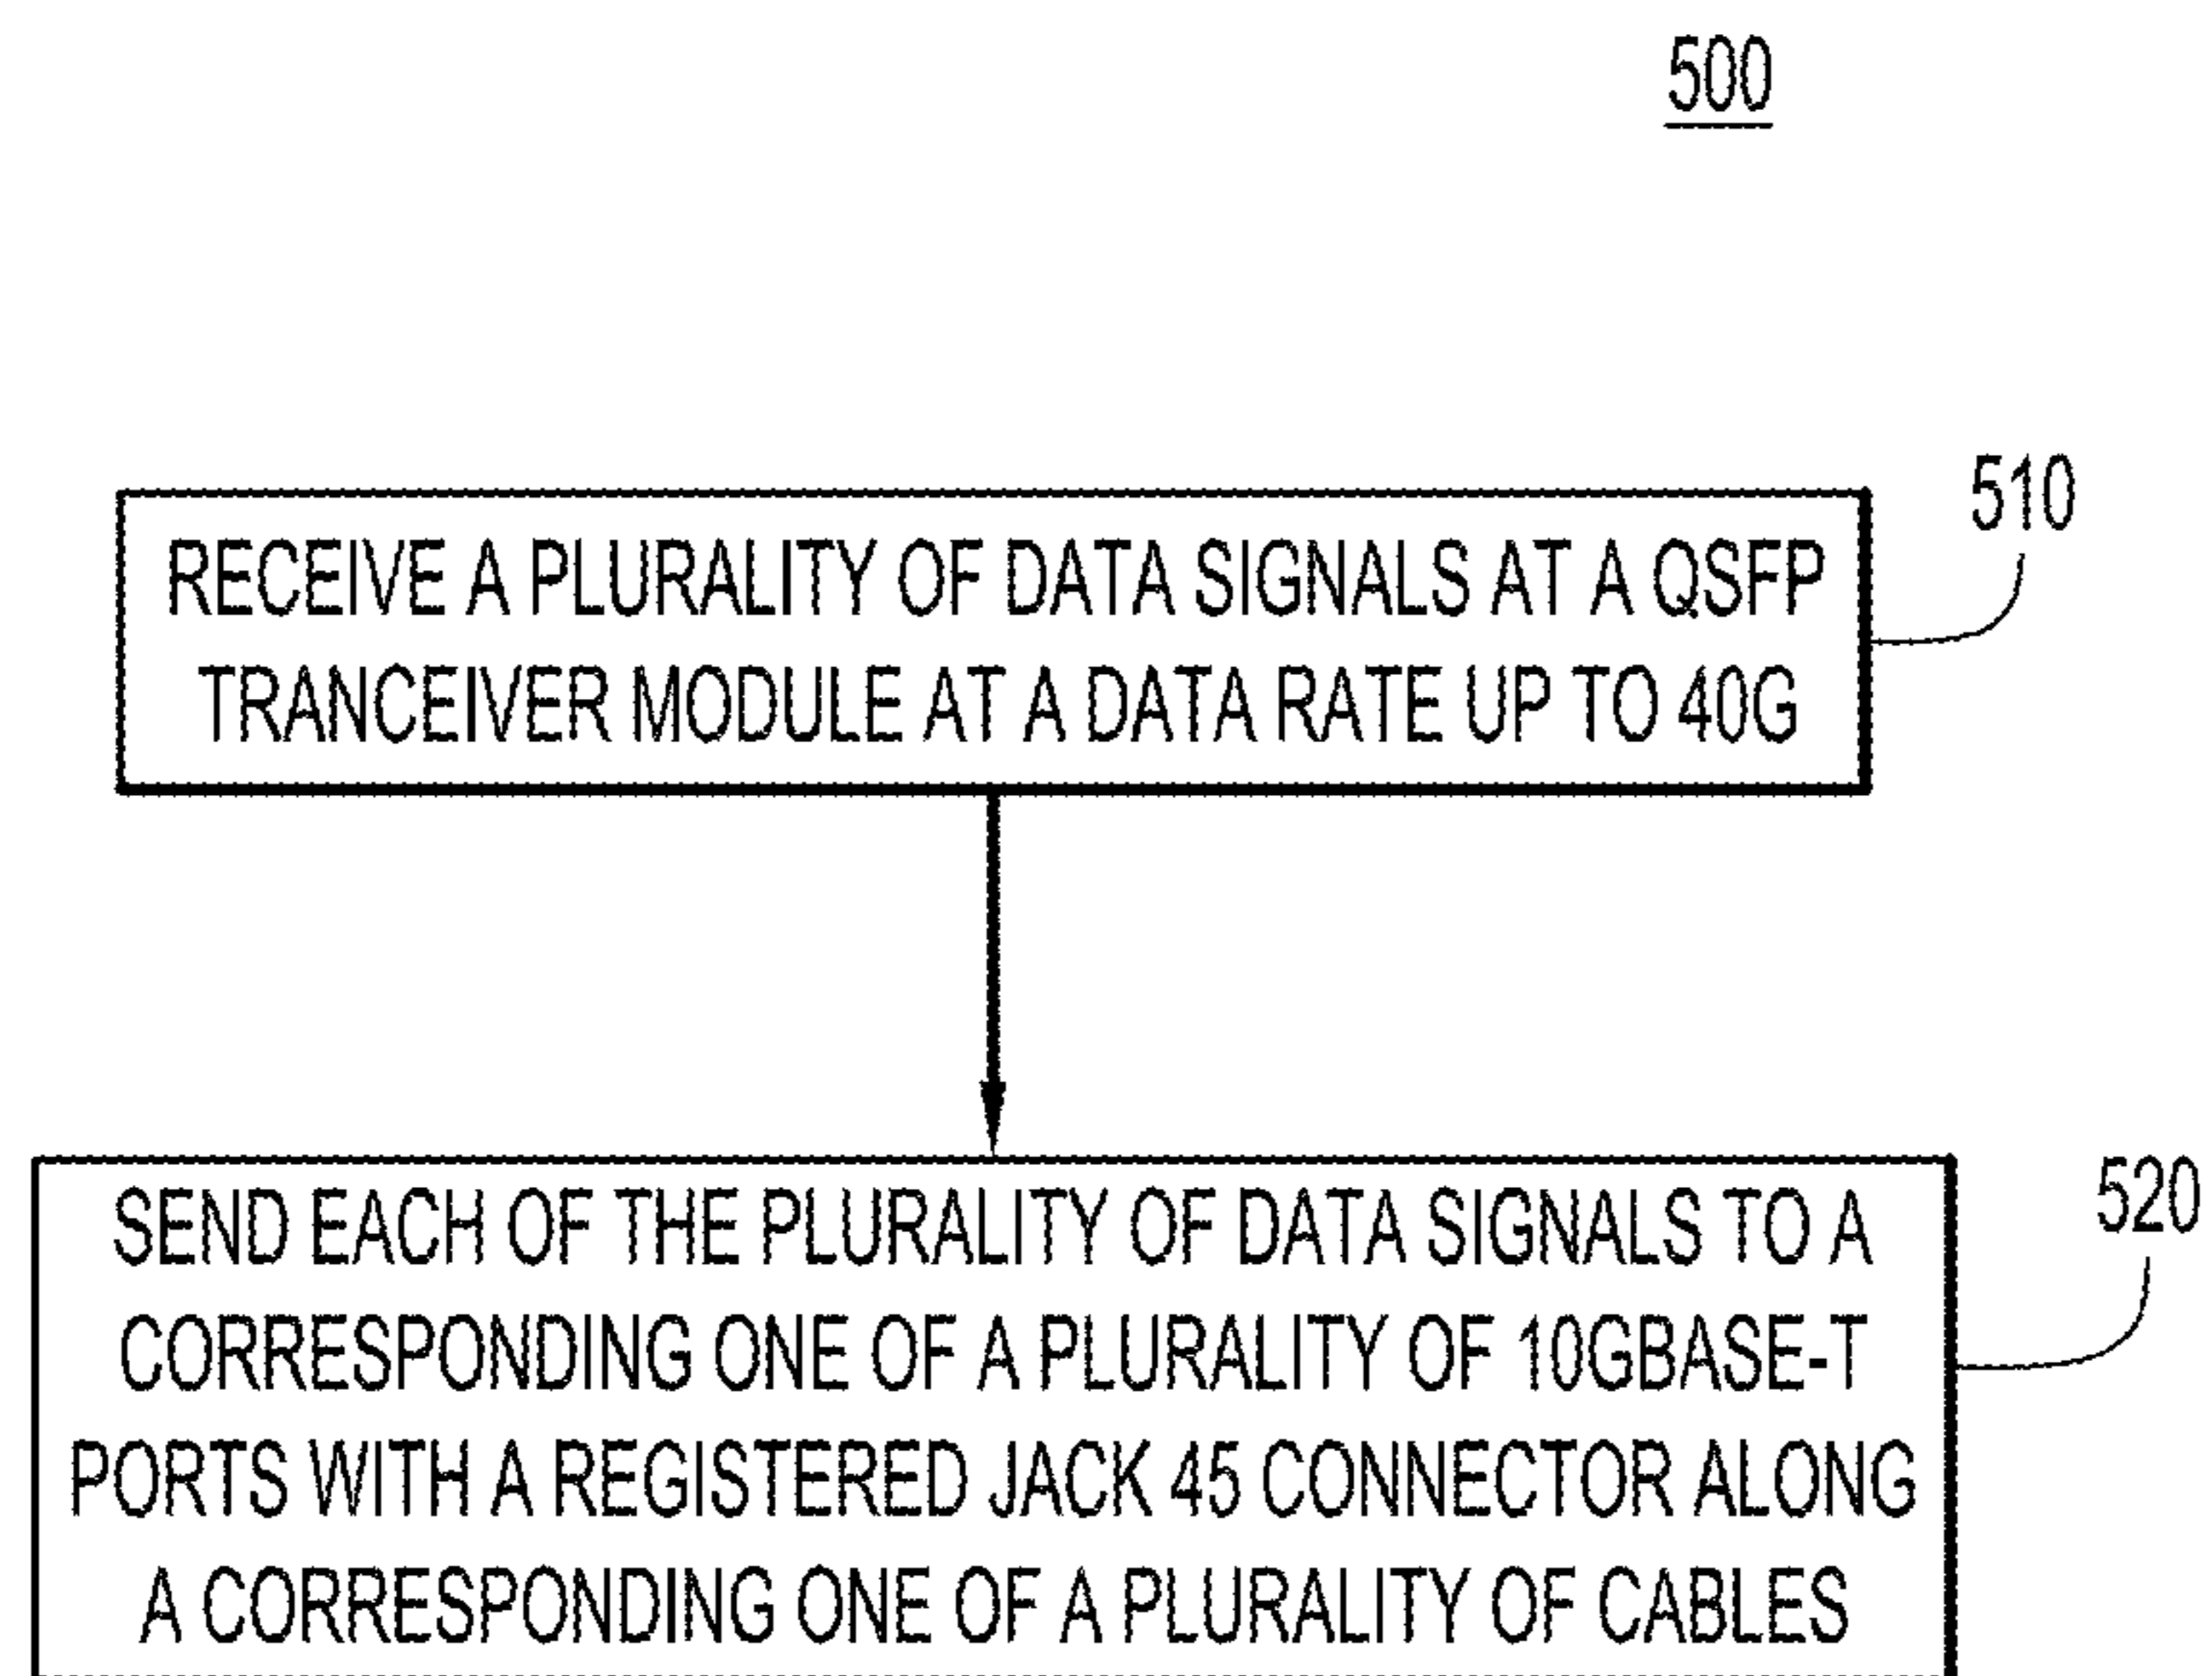 500
510
RECEIVE A PLURALITY OF DATA SIGNALS AT A QSFP
TRANCEIVER MODULE AT A DATA RATE UP TO 40G
520
SEND EACH OF THE PLURALITY OF DATA SIGNALS TO A
CORRESPONDING ONE OF A PLURALITY OF 10GBASE-T
PORTS WITH A REGISTERED JACK 45 CONNECTOR ALONG
A CORRESPONDING ONE OF A PLURALITY OF CABLES